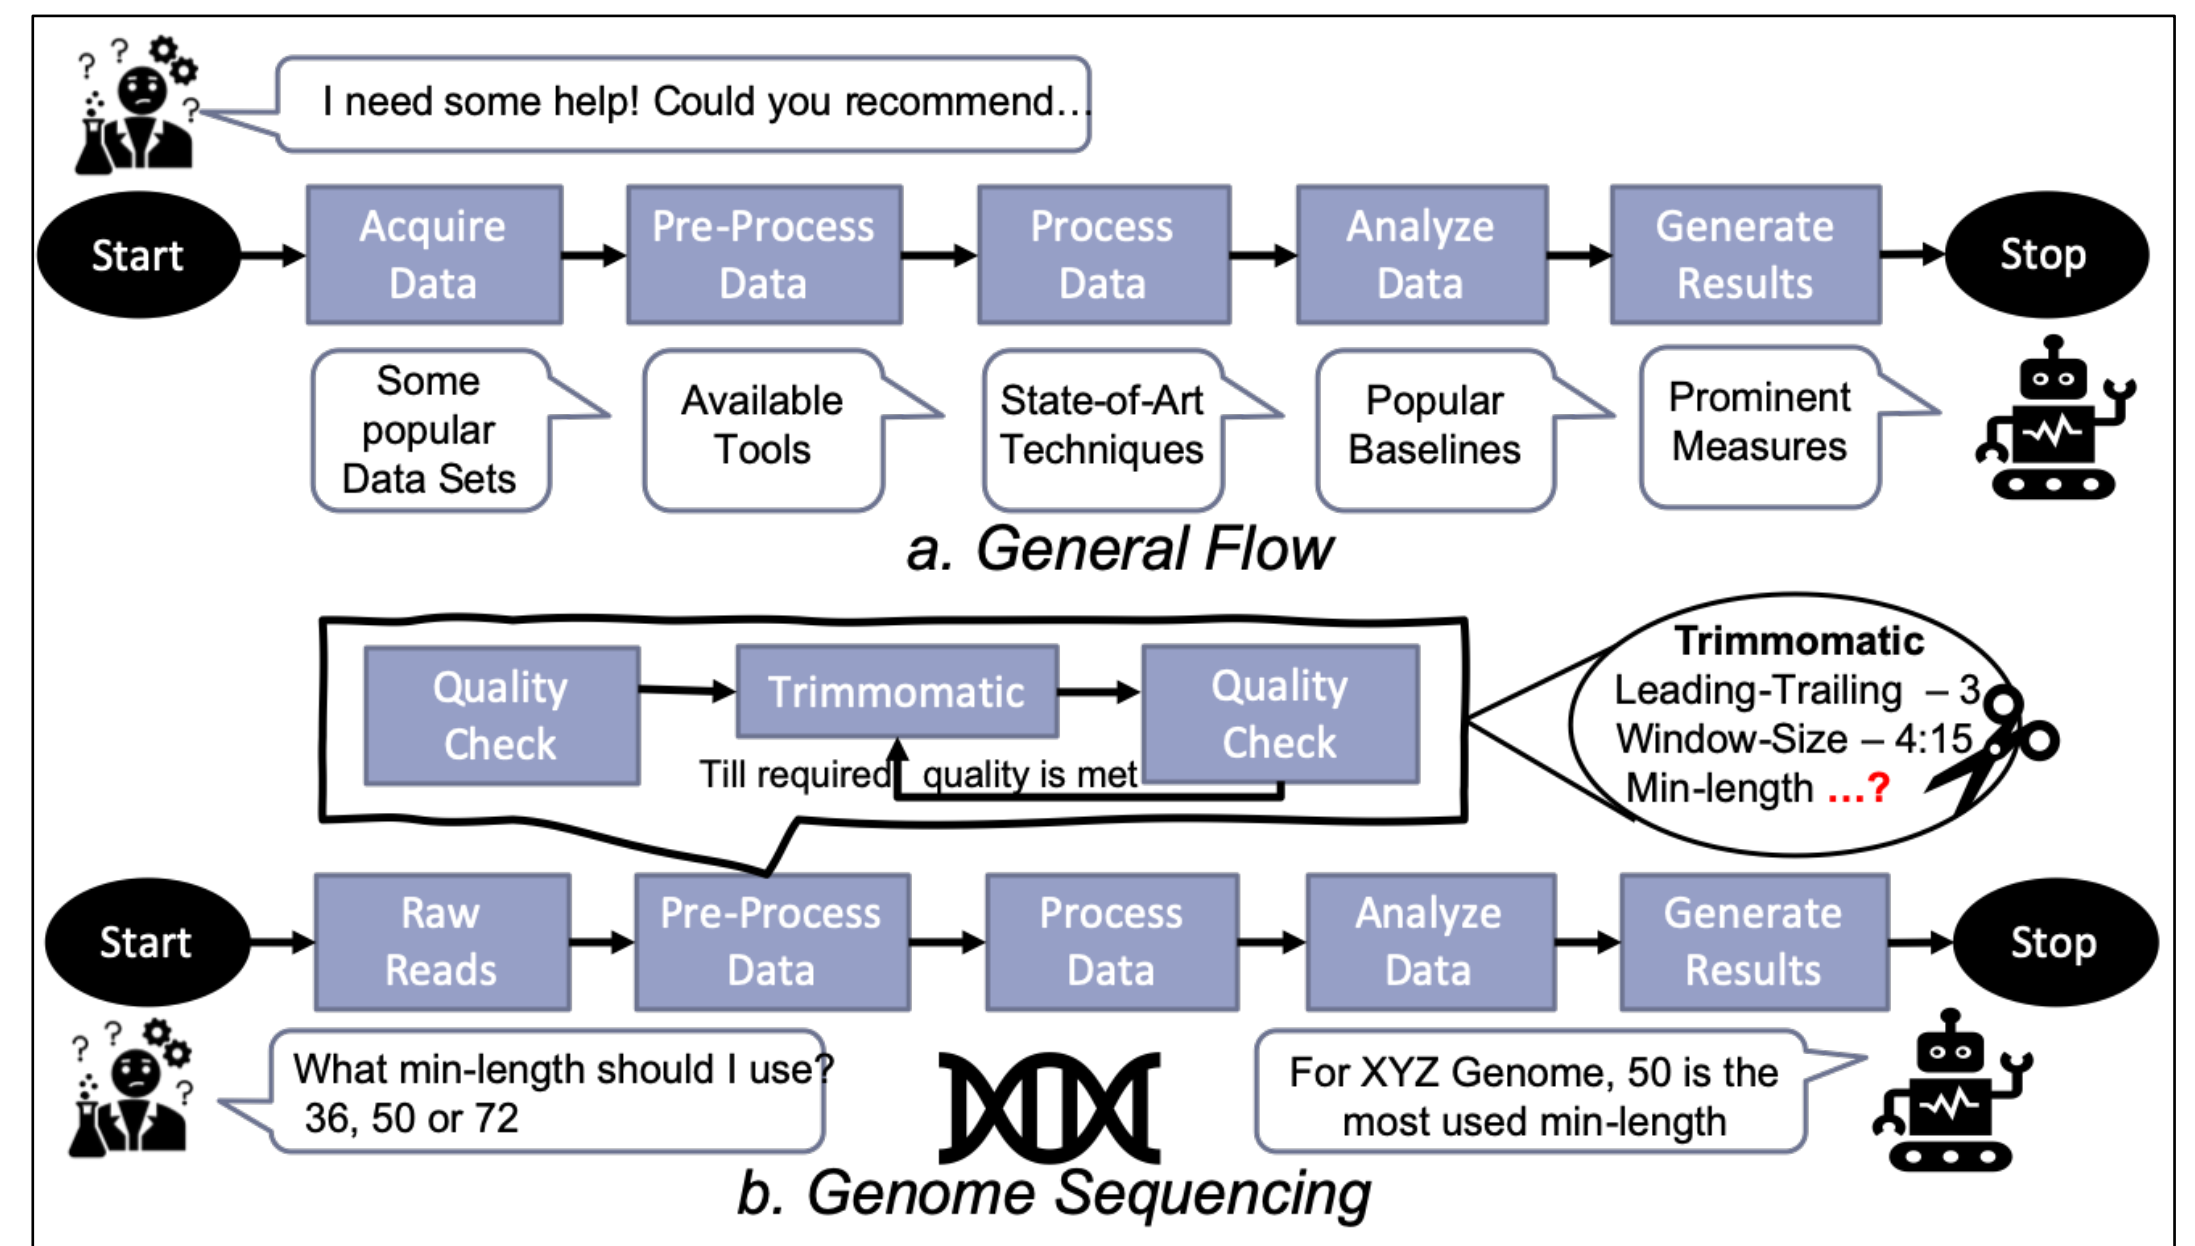 ? ? ?
I need some help! Could you recommend…
Start
Acquire
Data
Pre-Process
Data
Process
Data
Analyze
Data
Generate
Results
Stop
Some
popular
Data Sets
Available
Tools
State-of-Art
Techniques
Popular
Baselines
Prominent
Measures
a. General Flow
Quality
Check
Trimmomatic
Quality
Check
Till required quality is met
Trimmomatic
Leading-Trailing – 3
Window-Size – 4:15
Min-length …?
Start
Raw
Reads
Pre-Process
Data
Process
Data
Analyze
Data
Generate
Results
Stop
? ? ?
What min-length should I use?
36, 50 or 72
For XYZ Genome, 50 is the
most used min-length
b. Genome Sequencing